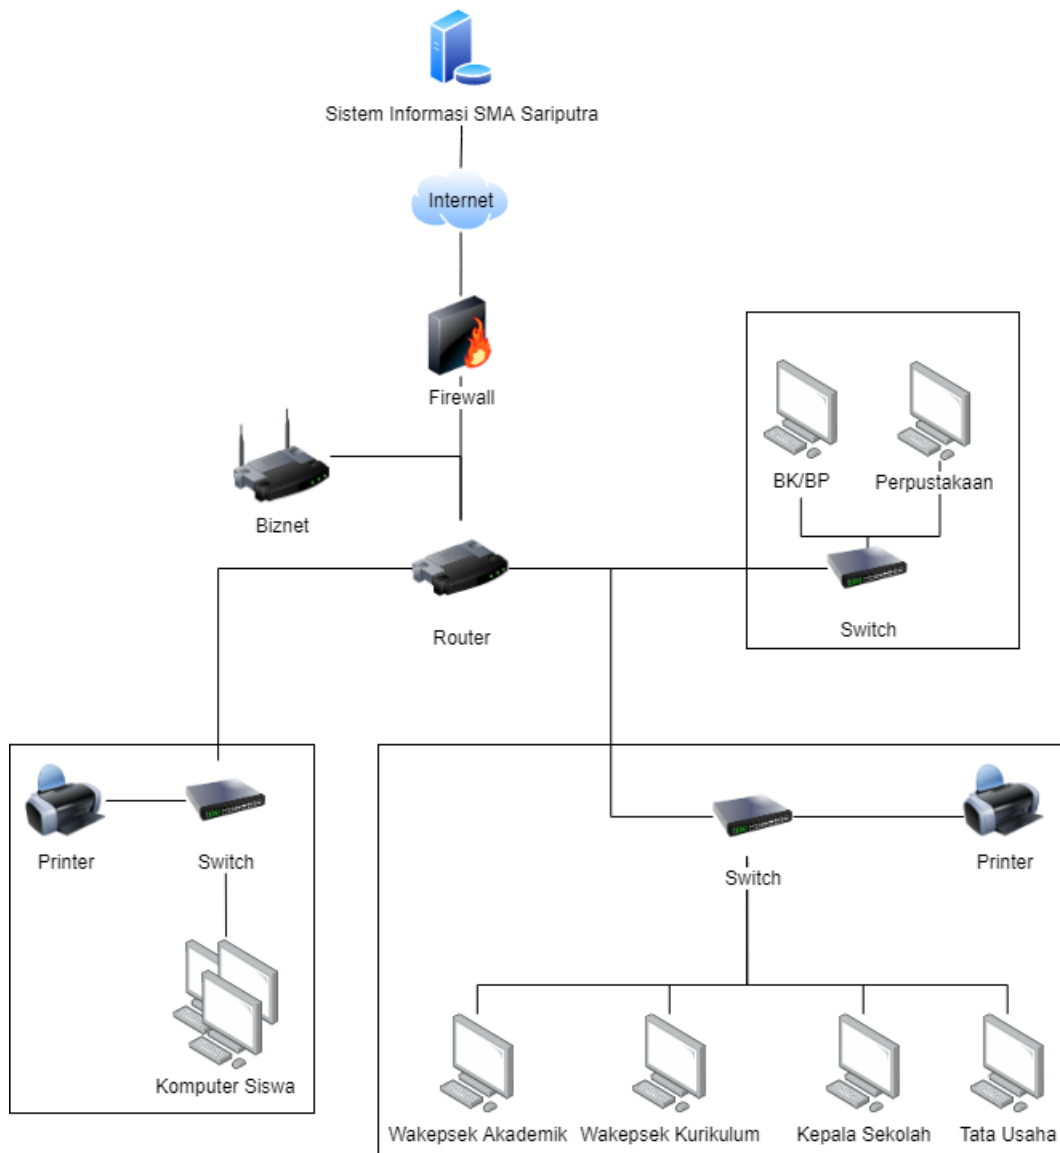 Sistem Informasi SMA Sariputra
Internet
Firewall
Biznet
Router
BK/BP
Perpustakaan
Switch
Printer
Switch
Komputer Siswa
Switch
Printer
Wakepsek Akademik
Wakepsek Kurikulum
Kepala Sekolah
Tata Usaha